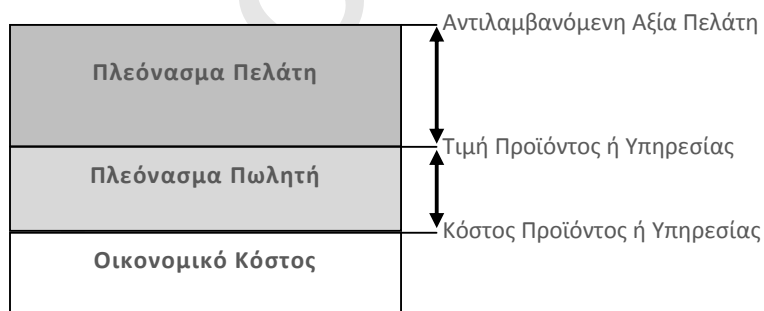 Αντιλαμβανόμενη Αξία Πελάτη
Πλεόνασμα Πελάτη
Τιμή Προϊόντος ή Υπηρεσίας
Πλεόνασμα Πωλητή
Κόστος Προϊόντος ή Υπηρεσίας
Οικονομικό Κόστος